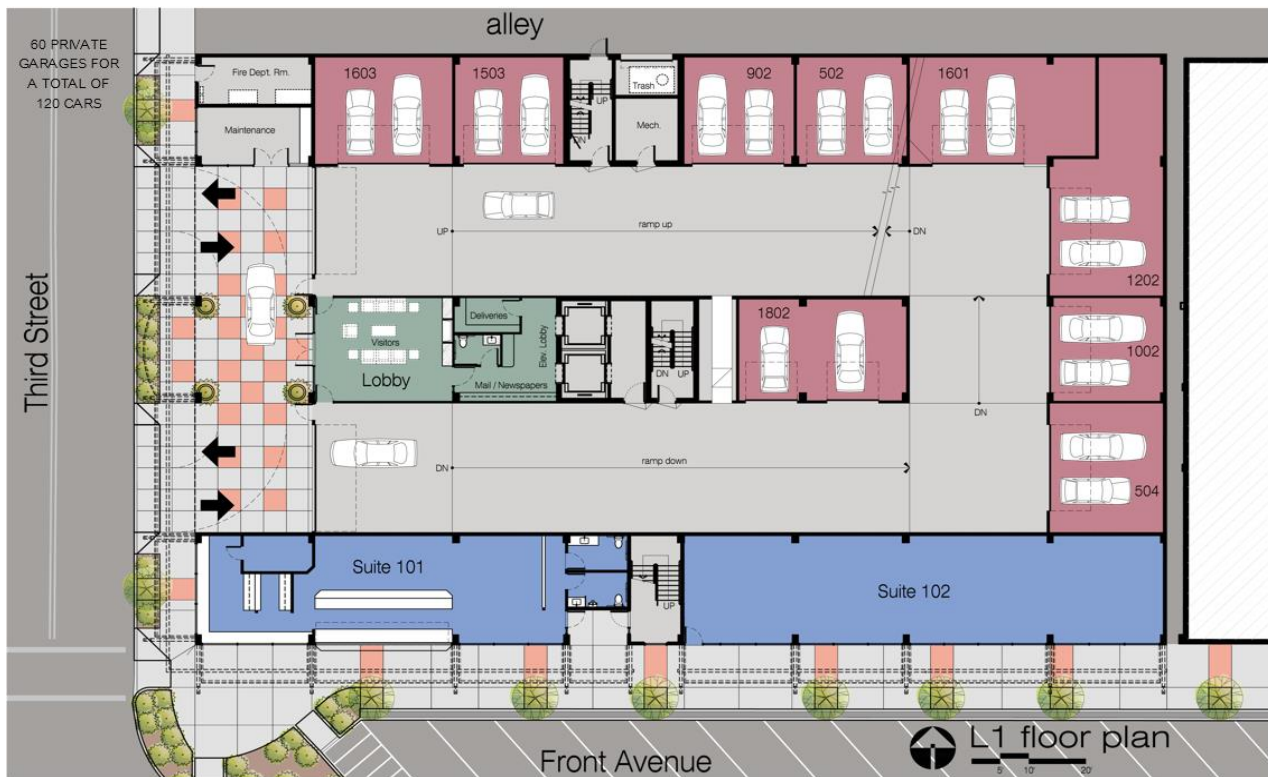 alley
60 PRIVATE
GARAGES FOR
A TOTAL OF
120 CARS
Fire Dep't. Rm.
1603
1503
UP
DN
Trash
902
502
1601
Maintenance
Mech.
UP
ramp up
DN
1202
Third Street
Visitors
Lobby
Deliveries
Elev. Lobby
Mail / Newspapers
DN
UP
1802
1002
DN
DN
ramp down
504
Suite 101
UP
Suite 102
Front Avenue
L1 floor plan
5' 10' 20'